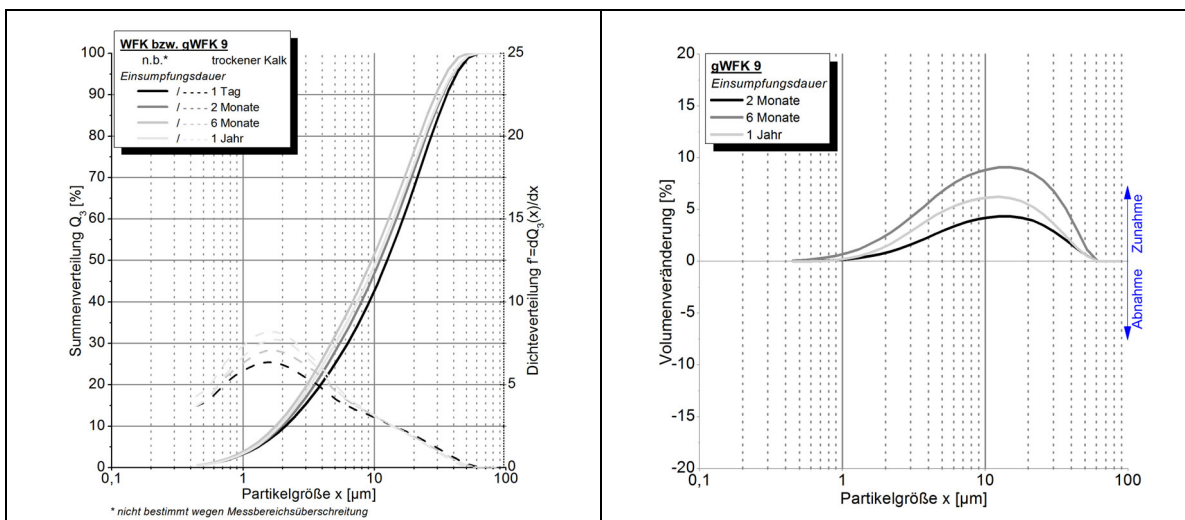 WFK bzw. gWFK 9
n.b.* trockener Kalk
Einsumpfungsdauer
/ 1 Tag
/ 2 Monate
/ 6 Monate
/ 1 Jahr
Summenverteilung Q3 [%]
100
90
80
70
60
50
40
30
20
10
0
25
20
15
10
5
0
Dichteverteilung f'=dQ3(x)/dx
0,1
1
10
100
Partikelgröße x [µm]
* nicht bestimmt wegen Messbereichsüberschreitung
gWFK 9
Einsumpfungsdauer
2 Monate
6 Monate
1 Jahr
Volumenveränderung [%]
20
15
10
5
0
-5
-10
-15
-20
Zunahme
Abnahme
0,1
1
10
100
Partikelgröße x [µm]